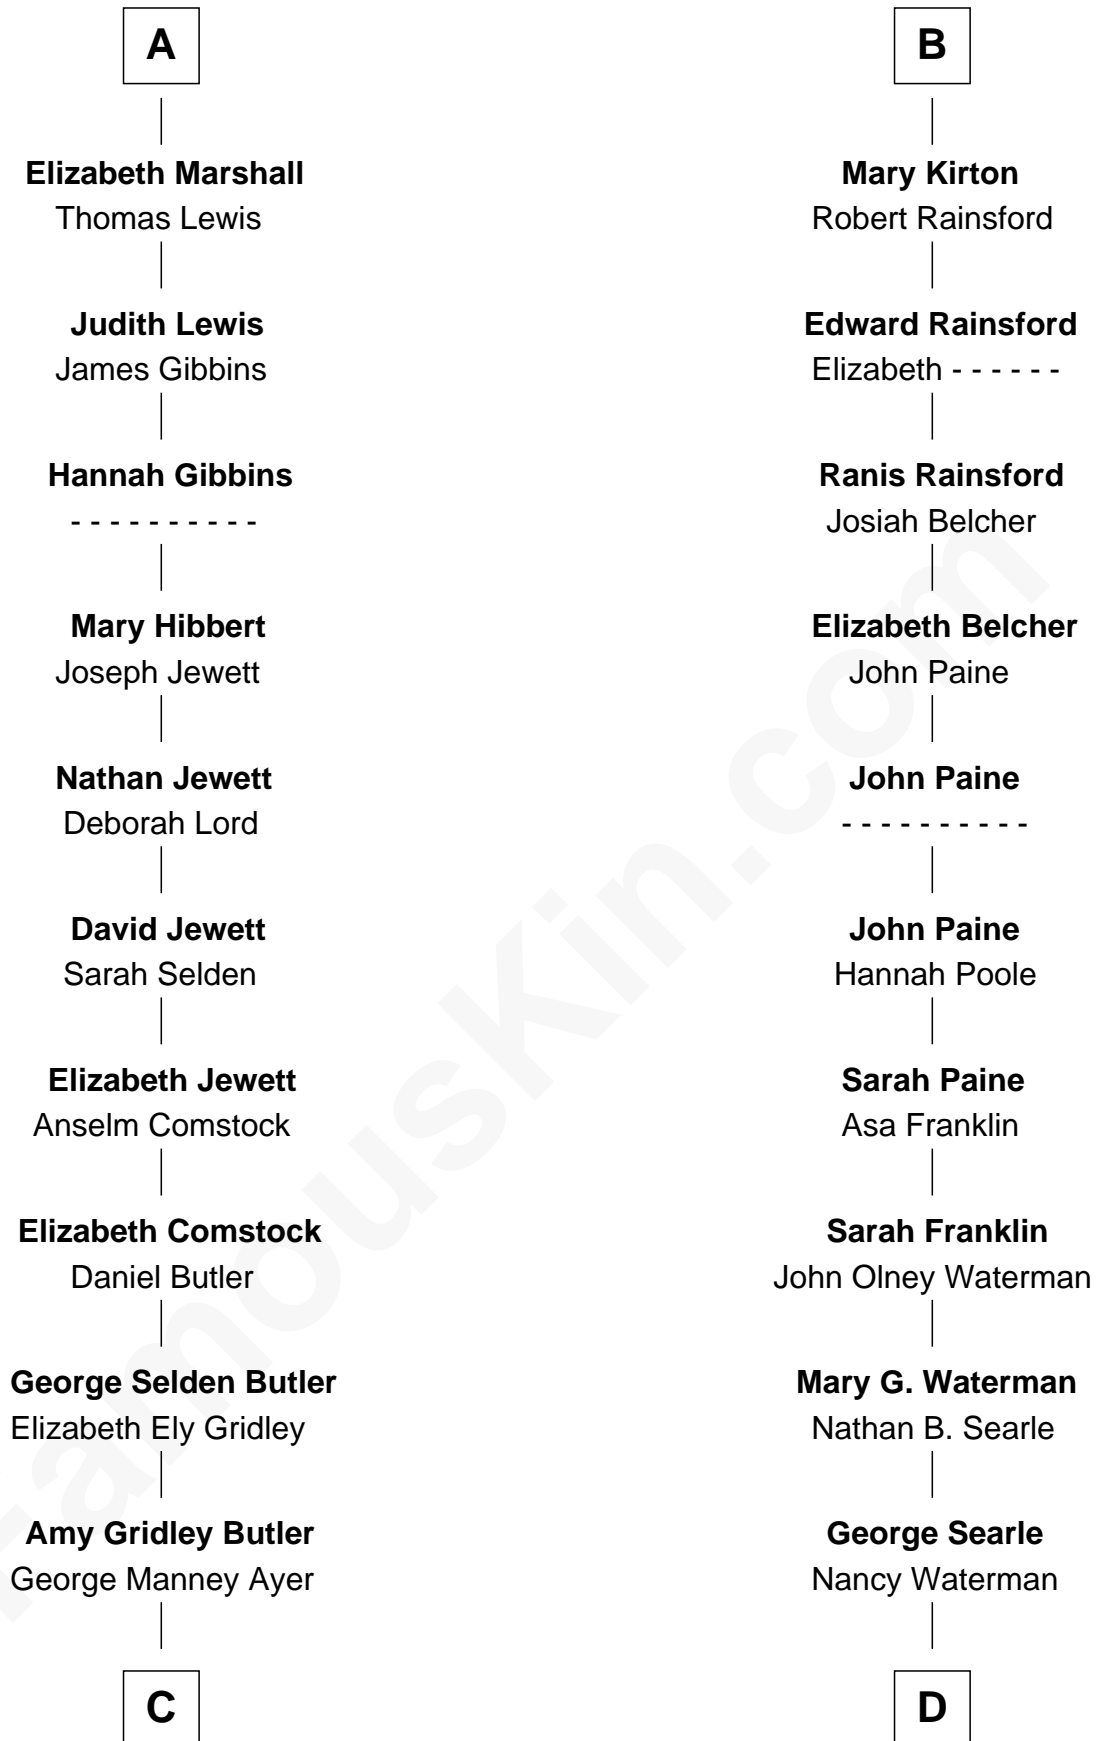 A
Elizabeth Marshall
Thomas Lewis
Judith Lewis
James Gibbins
Hannah Gibbins
- - - - - - - - - -
Mary Hibbert
Joseph Jewett
Nathan Jewett
Deborah Lord
David Jewett
Sarah Selden
Elizabeth Jewett
Anselm Comstock
Elizabeth Comstock
Daniel Butler
George Selden Butler
Elizabeth Ely Gridley
Amy Gridley Butler
George Manney Ayer
C
B
Mary Kirton
Robert Rainsford
Edward Rainsford
Elizabeth - - - - - -
Ranis Rainsford
Josiah Belcher
Elizabeth Belcher
John Paine
John Paine
- - - - - - - - - -
John Paine
Hannah Poole
Sarah Paine
Asa Franklin
Sarah Franklin
John Olney Waterman
Mary G. Waterman
Nathan B. Searle
George Searle
Nancy Waterman
D
FamousKin.com